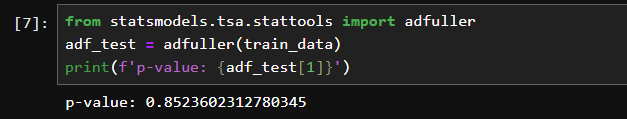 [7]: from statsmodels.tsa.stattools import adfuller
adf_test = adfuller(train_data)
print(f'p-value: {adf_test[1]}')
p-value: 0.8523602312780345